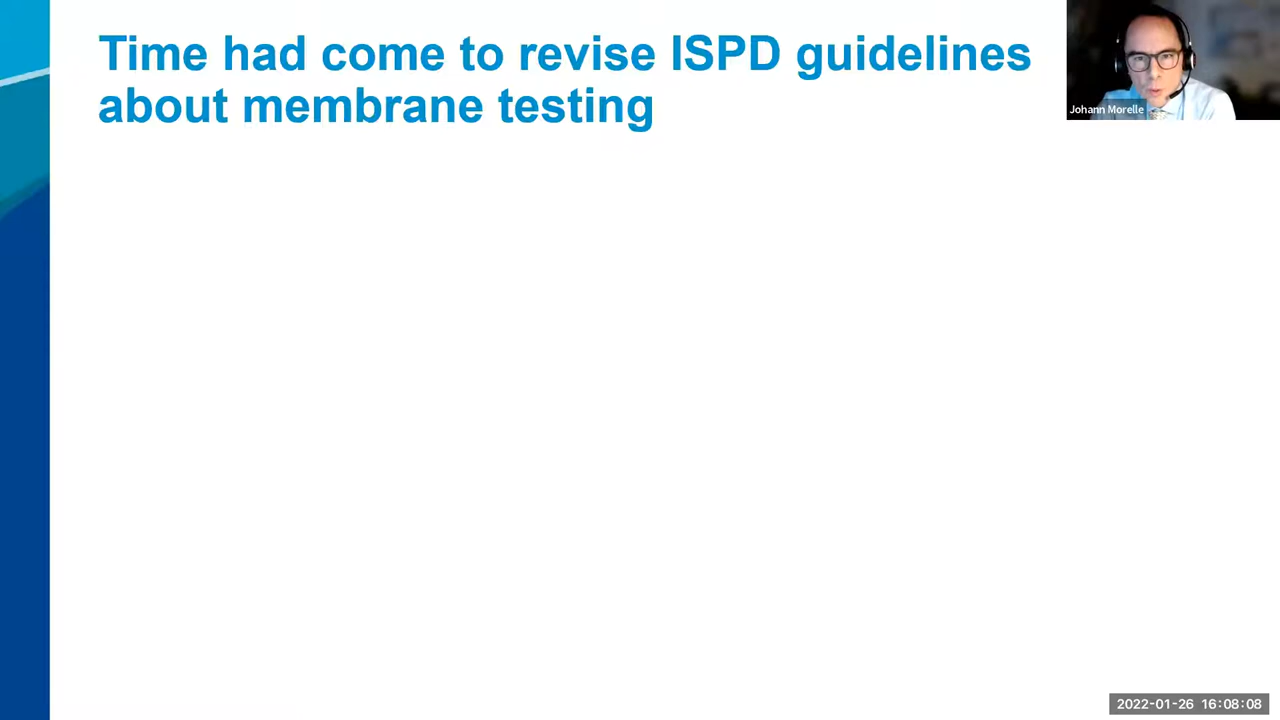 Time had come to revise ISPD guidelines
about membrane testing
Johann Morelle
2022-01-26 16:08:08